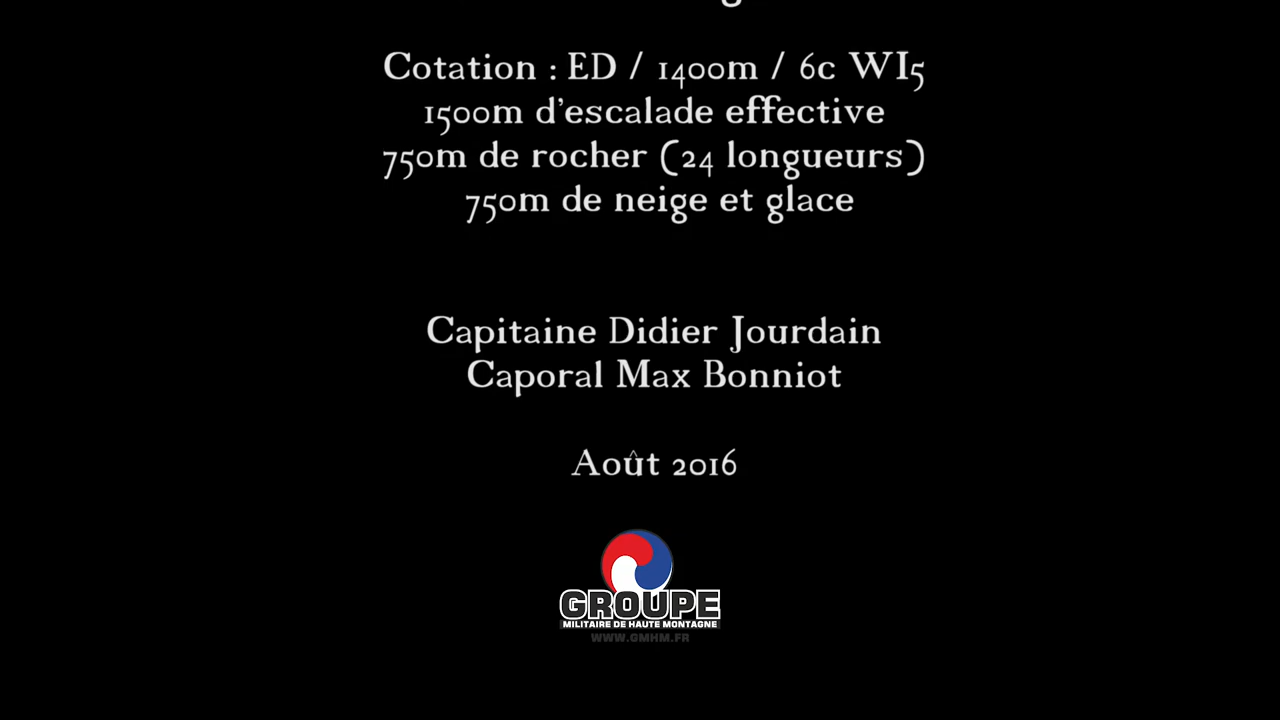 Cotation : ED / 1400m / 6c WI5
1500m d'escalade effective
750m de rocher (24 longueurs)
750m de neige et glace
Capitaine Didier Jourdain
Caporal Max Bonniot
Août 2016
GROUPE
MILITAIRE DE HAUTE MONTAGNE
WWW.GMHM.FR